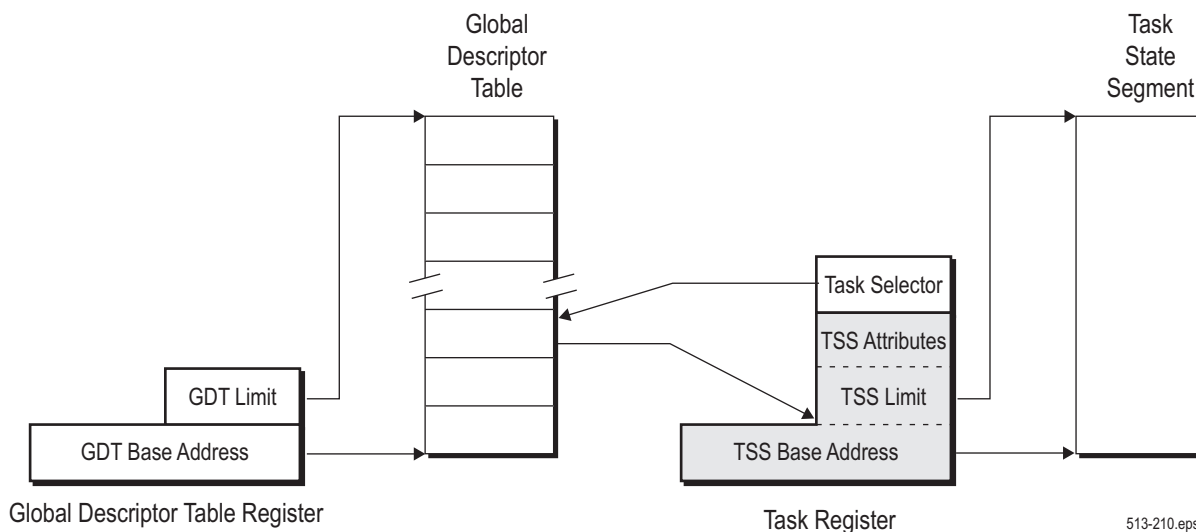 Global
Descriptor
Table
Task
State
Segment
Task Selector
TSS Attributes
GDT Limit
TSS Limit
GDT Base Address
TSS Base Address
Global Descriptor Table Register
Task Register
513-210.eps